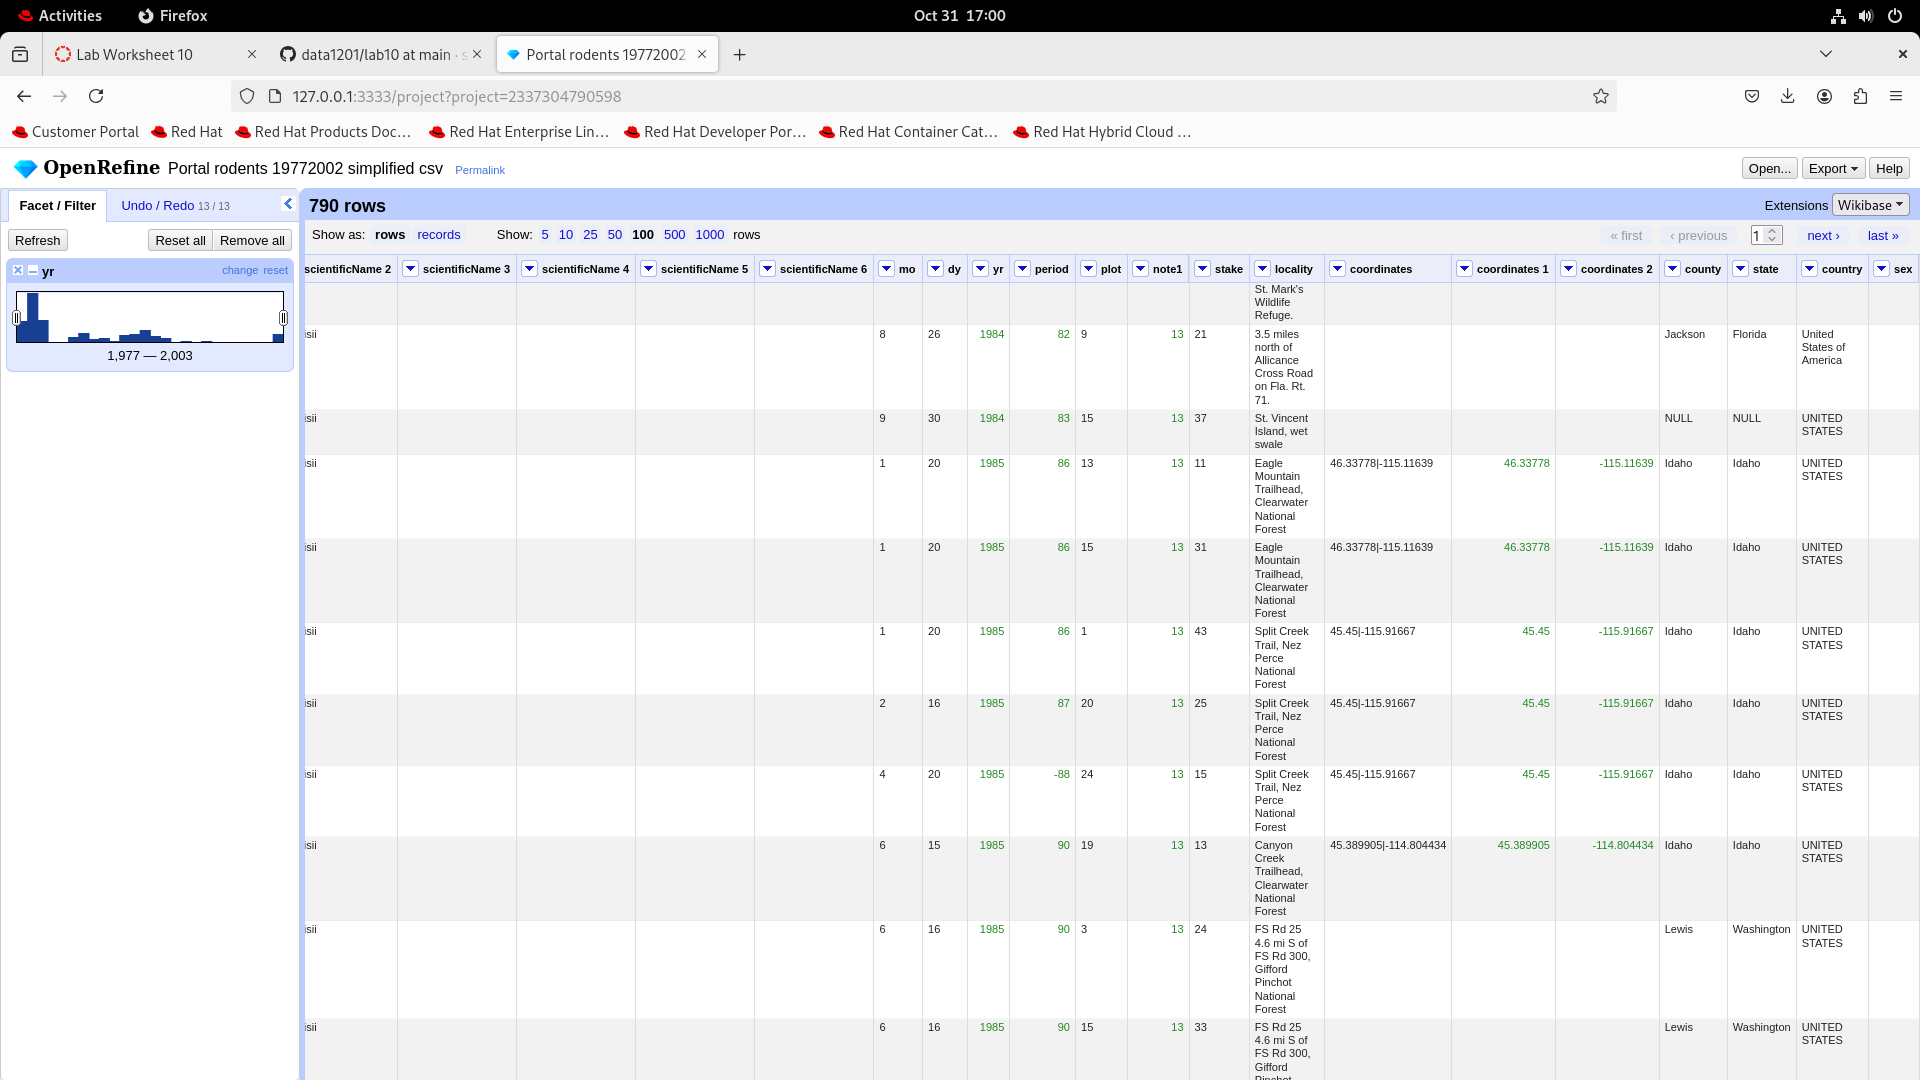 Activities Firefox Oct 31 17:00
Lab Worksheet 10 data1201/lab10 at main · Portal rodents 19772002
127.0.0.1:3333/project?project=2337304790598
Customer Portal Red Hat Red Hat Products Doc... Red Hat Enterprise Lin... Red Hat Developer Por... Red Hat Container Cat... Red Hat Hybrid Cloud ...
OpenRefine Portal rodents 19772002 simplified csv Permalink Open... Export Help
Facet / Filter Undo / Redo 13 / 13 790 rows Extensions Wikibase
Refresh Reset all Remove all Show as: rows records Show: 5 10 25 50 100 500 1000 rows « first ‹ previous 1 next › last »
yr change reset
1,977 — 2,003
scientificName 2 scientificName 3 scientificName 4 scientificName 5 scientificName 6 mo dy yr period plot note1 stake locality coordinates coordinates 1 coordinates 2 county state country sex
St. Mark's
Wildlife
Refuge.
isii 8 26 1984 82 9 13 21 3.5 miles Jackson Florida United
north of States of
Allicance America
Cross Road
on Fla. Rt.
71.
isii 9 30 1984 83 15 13 37 St. Vincent NULL NULL UNITED
Island, wet STATES
swale
isii 1 20 1985 86 13 13 11 Eagle 46.33778|-115.11639 46.33778 -115.11639 Idaho Idaho UNITED
Mountain STATES
Trailhead,
Clearwater
National
Forest
isii 1 20 1985 86 15 13 31 Eagle 46.33778|-115.11639 46.33778 -115.11639 Idaho Idaho UNITED
Mountain STATES
Trailhead,
Clearwater
National
Forest
isii 1 20 1985 86 1 13 43 Split Creek 45.45|-115.91667 45.45 -115.91667 Idaho Idaho UNITED
Trail, Nez STATES
Perce
National
Forest
isii 2 16 1985 87 20 13 25 Split Creek 45.45|-115.91667 45.45 -115.91667 Idaho Idaho UNITED
Trail, Nez STATES
Perce
National
Forest
isii 4 20 1985 -88 24 13 15 Split Creek 45.45|-115.91667 45.45 -115.91667 Idaho Idaho UNITED
Trail, Nez STATES
Perce
National
Forest
isii 6 15 1985 90 19 13 13 Canyon 45.389905|-114.804434 45.389905 -114.804434 Idaho Idaho UNITED
Creek STATES
Trailhead,
Clearwater
National
Forest
isii 6 16 1985 90 3 13 24 FS Rd 25 Lewis Washington UNITED
4.6 mi S of STATES
FS Rd 300,
Gifford
Pinchot
National
Forest
isii 6 16 1985 90 15 13 33 FS Rd 25 Lewis Washington UNITED
4.6 mi S of STATES
FS Rd 300,
Gifford
Pinchot